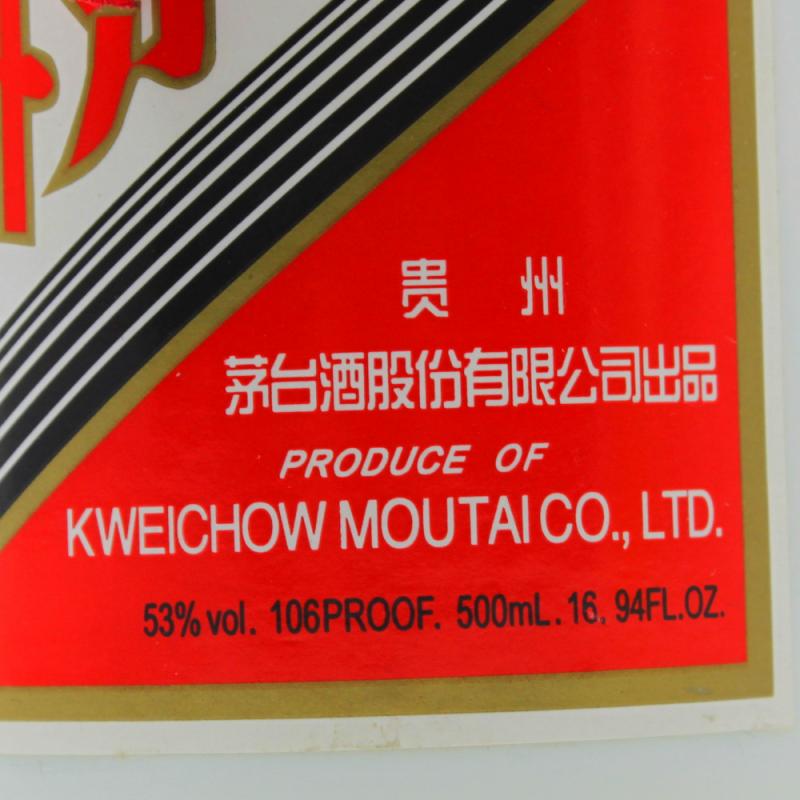 贵州
茅台酒股份有限公司出品
PRODUCE OF
KWEICHOW MOUTAI CO., LTD.
53% vol. 106PROOF. 500mL. 16. 94FL.OZ.